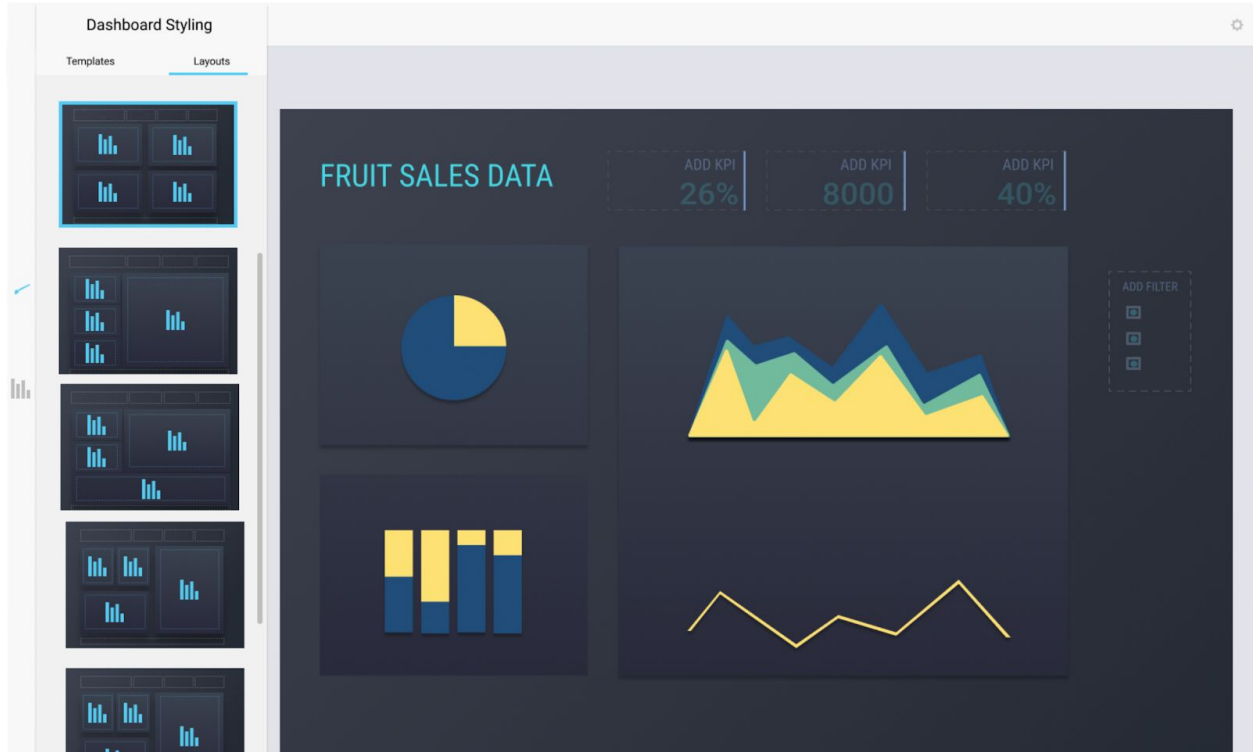 Dashboard Styling
Templates
Layouts
FRUIT SALES DATA
ADD KPI
26%
ADD KPI
8000
ADD KPI
40%
ADD FILTER